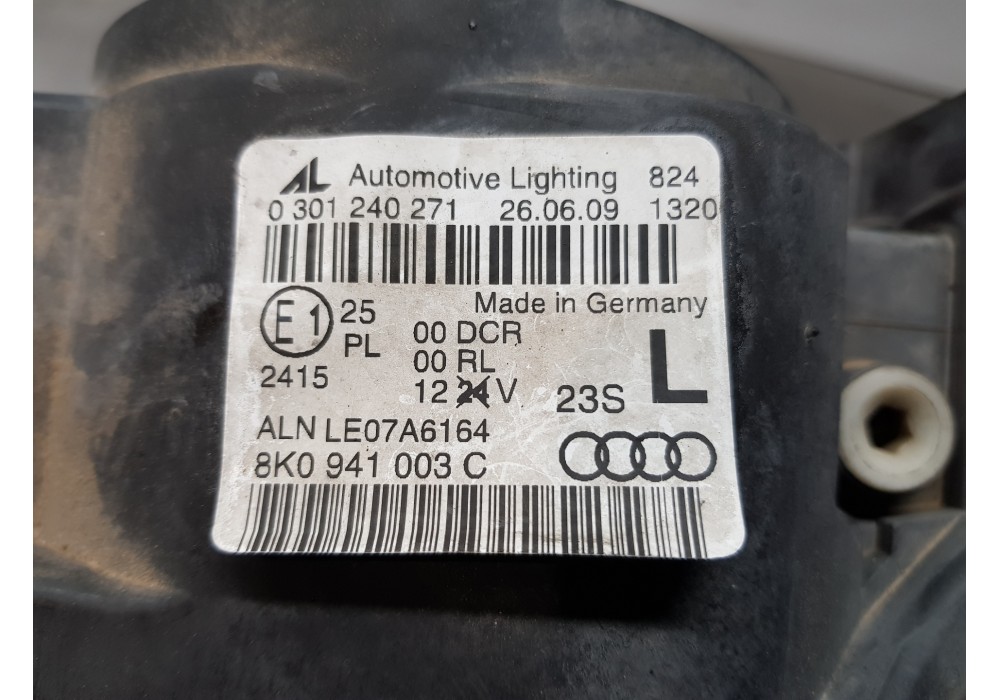 AL Automotive Lighting 824
0 301 240 271 26.06.09 1320
Made in Germany
E1 25 00 DCR
PL 00 RL L
2415 12 24 V 23S
ALN LE07A6164
8K0 941 003 C